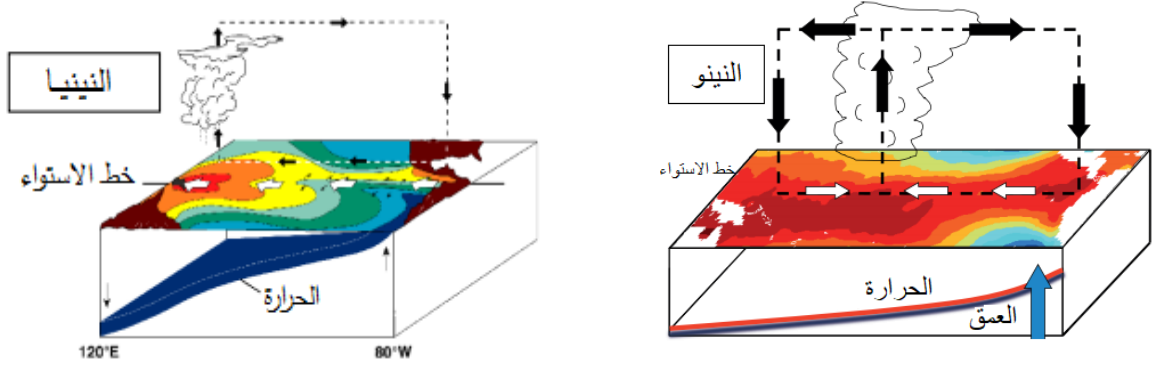 النينيا
خط الاستواء
الحرارة
120°E
80°W
النينو
خط الاستواء
الحرارة
العمق